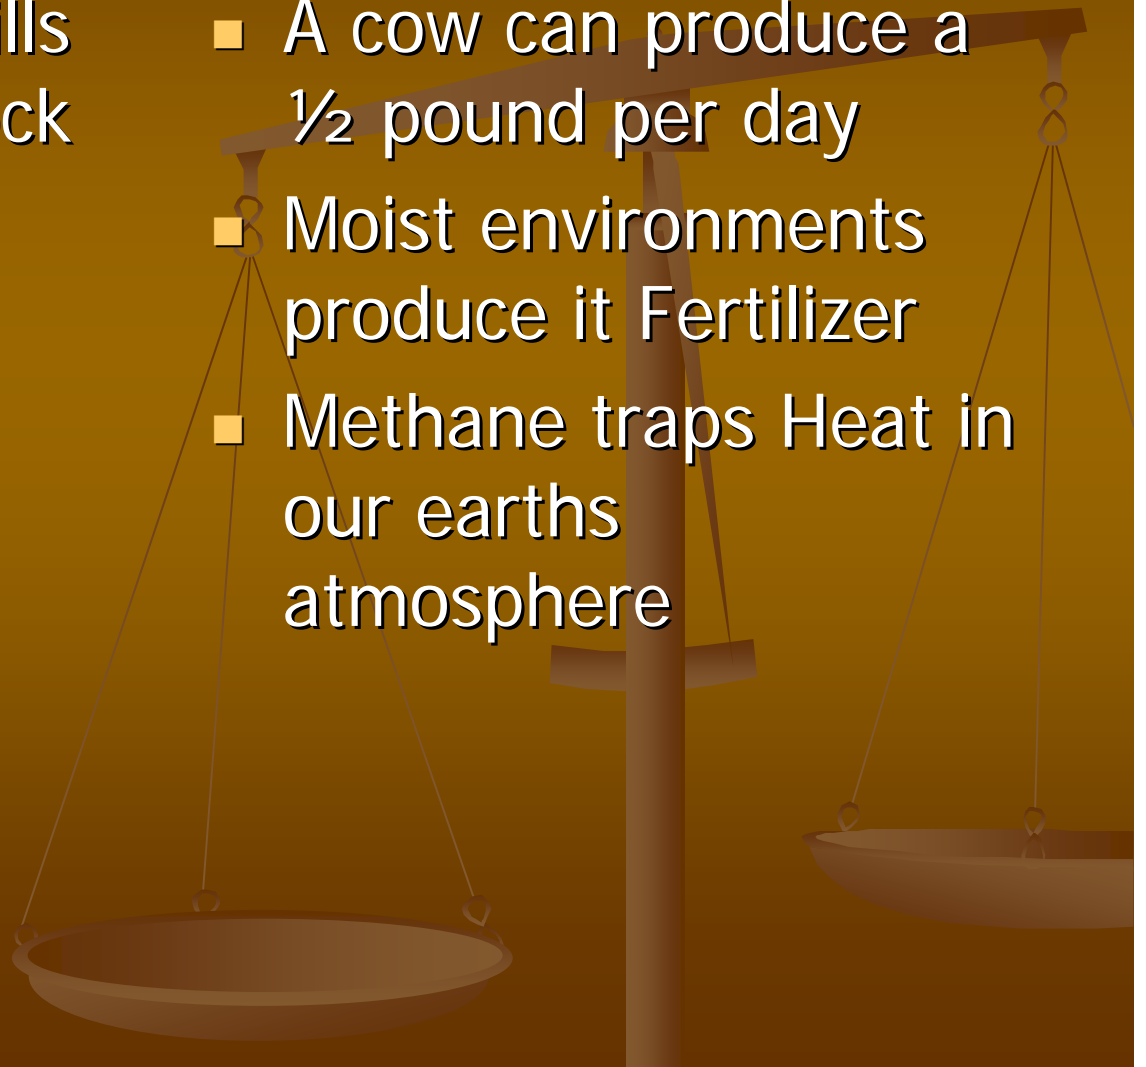 A cow can produce a
½ pound per day
Moist environments
produce it Fertilizer
Methane traps Heat in
our earths
atmosphere